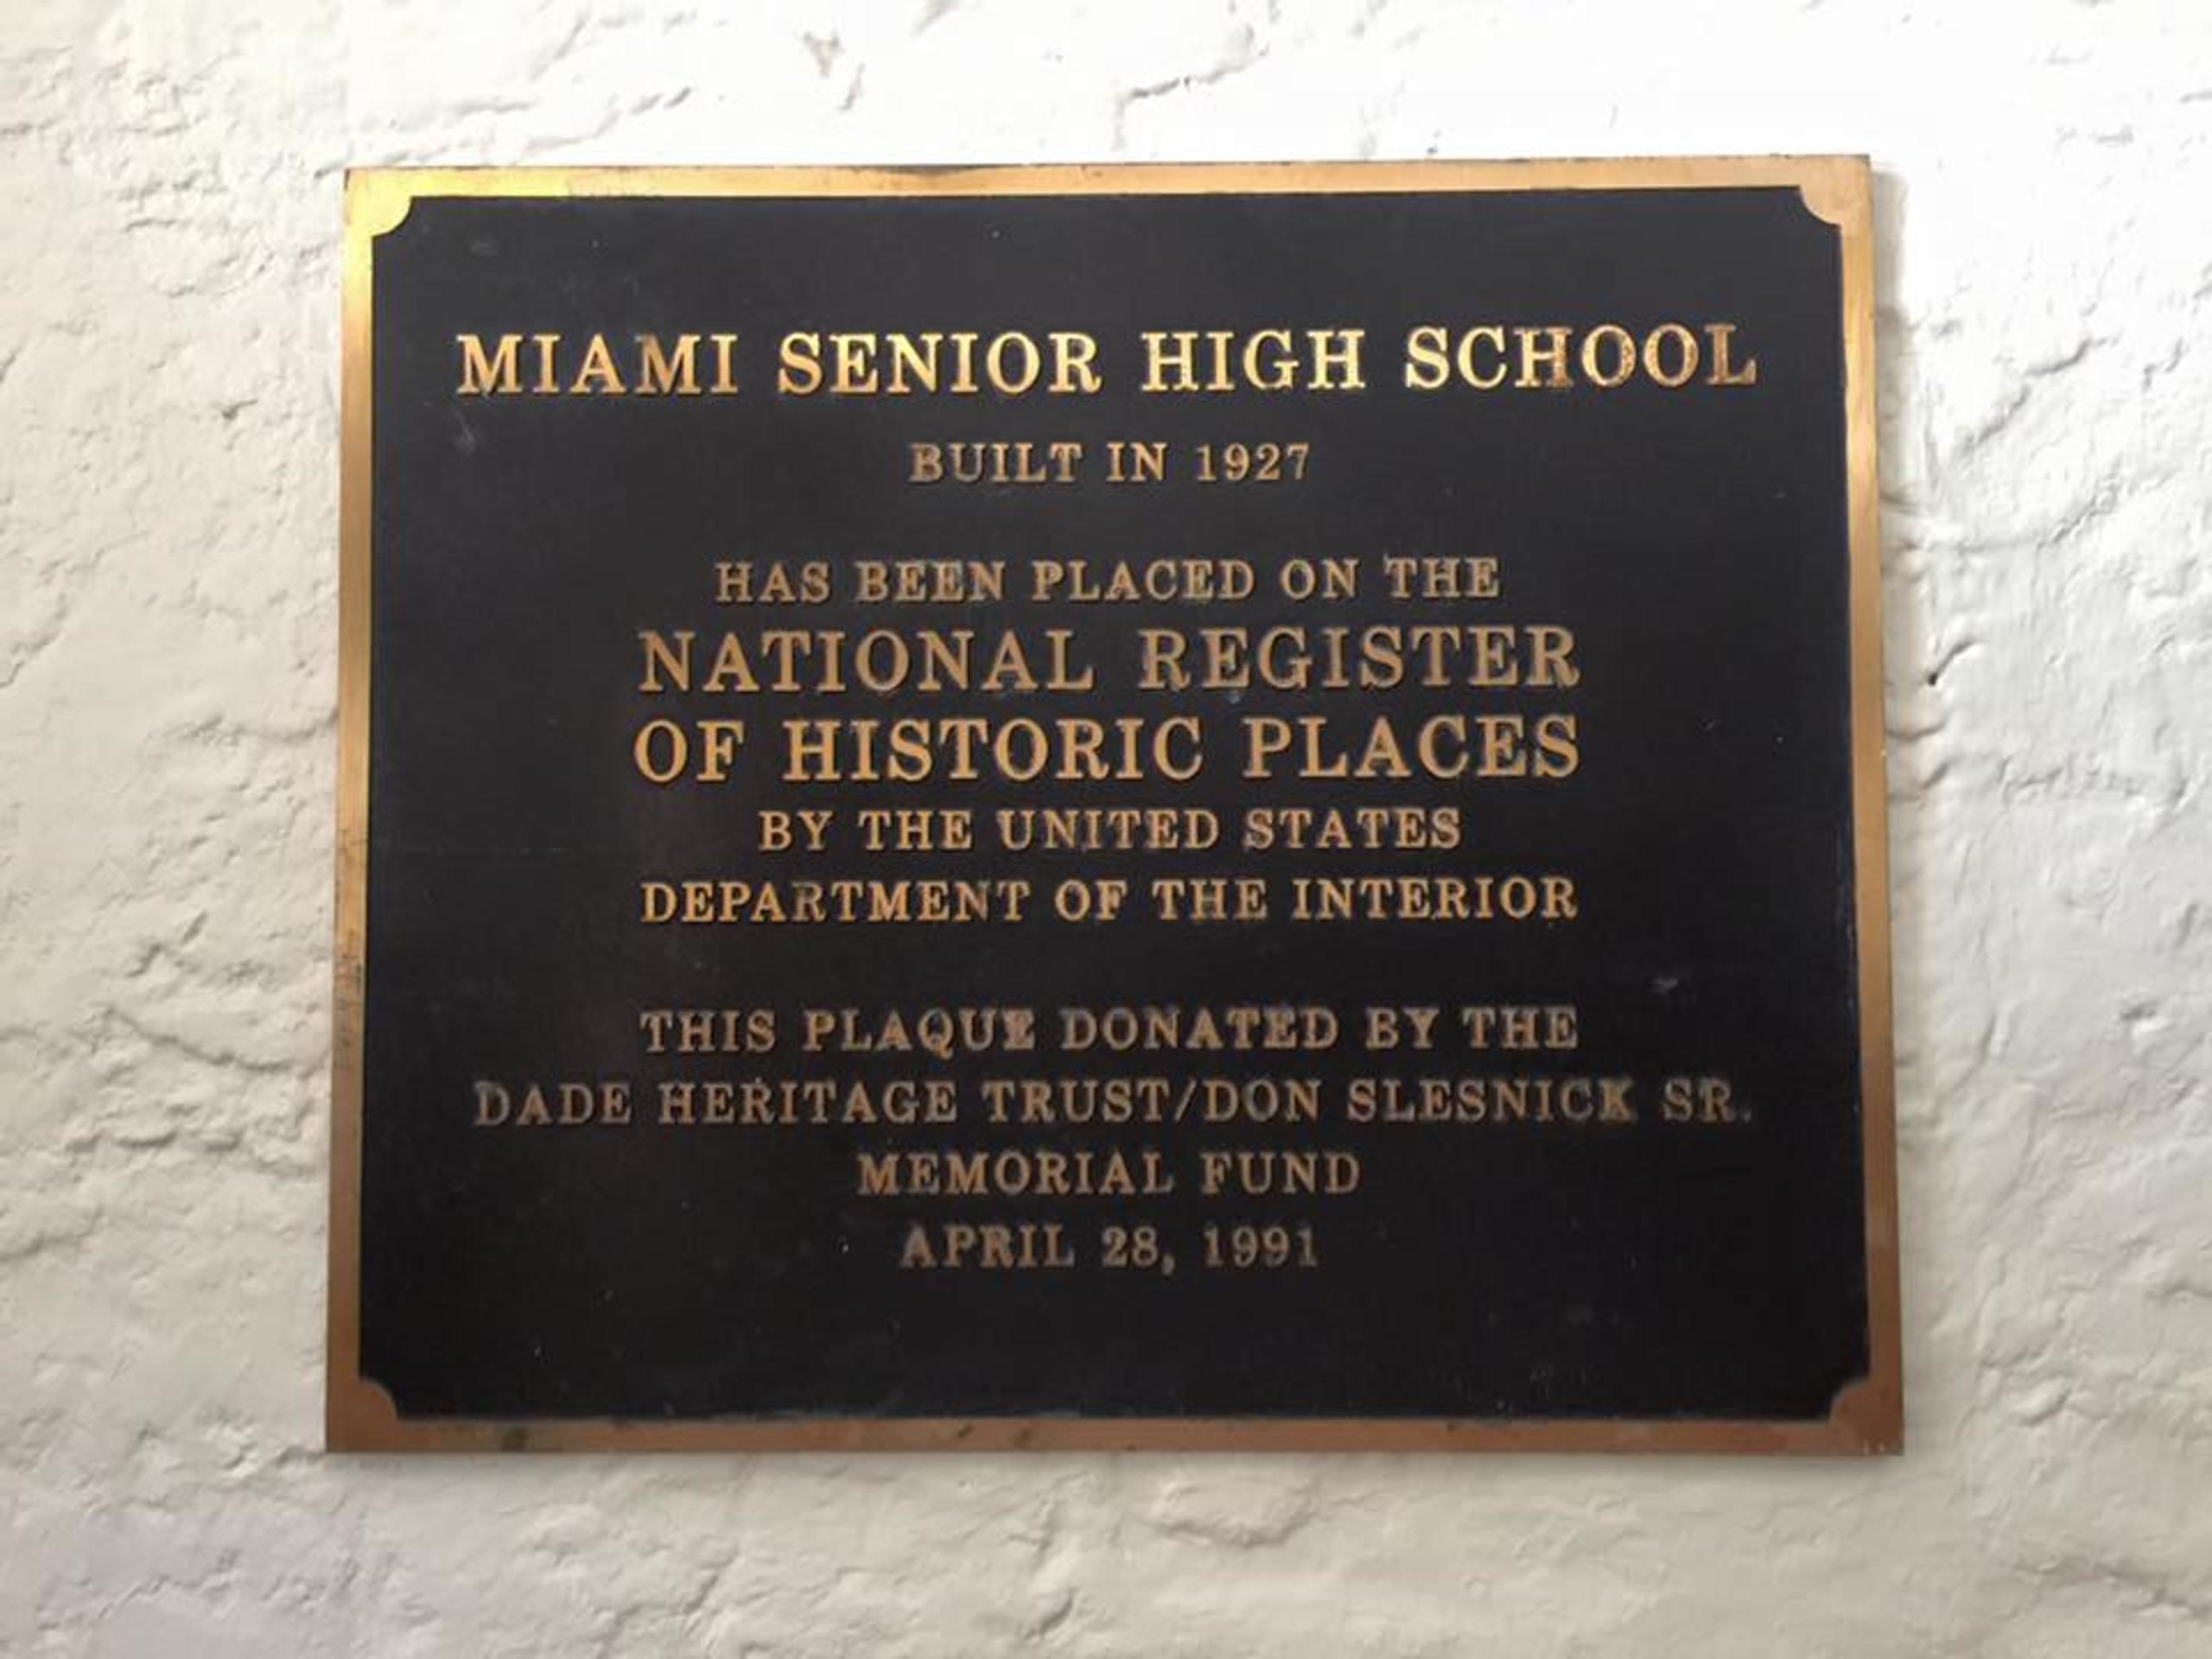 MIAMI SENIOR HIGH SCHOOL
BUILT IN 1927
HAS BEEN PLACED ON THE
NATIONAL REGISTER
OF HISTORIC PLACES
BY THE UNITED STATES
DEPARTMENT OF THE INTERIOR
THIS PLAQUE DONATED BY THE
DADE HERITAGE TRUST/DON SLESNICK SR.
MEMORIAL FUND
APRIL 28, 1991